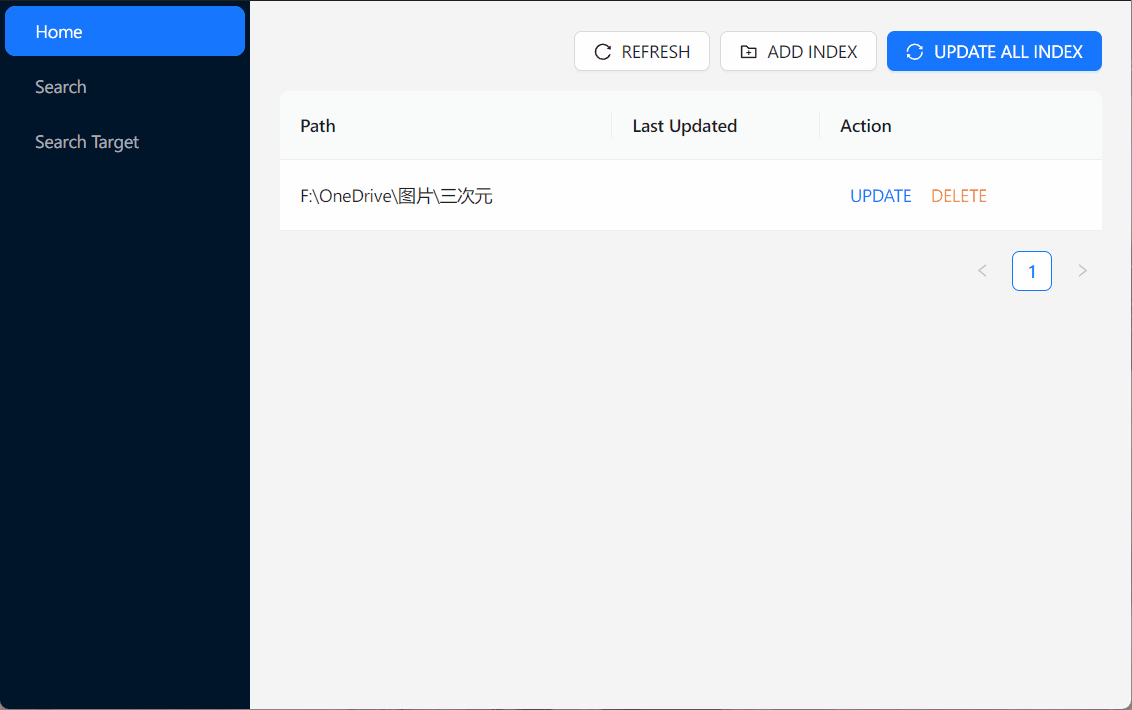 Home
Search
Search Target
REFRESH ADD INDEX UPDATE ALL INDEX
Path Last Updated Action
F:\OneDrive\图片\三次元 UPDATE DELETE
1